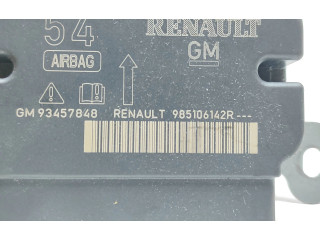 54 RENAULT
AIRBAG GM
GM 93457848 RENAULT 985106142R---